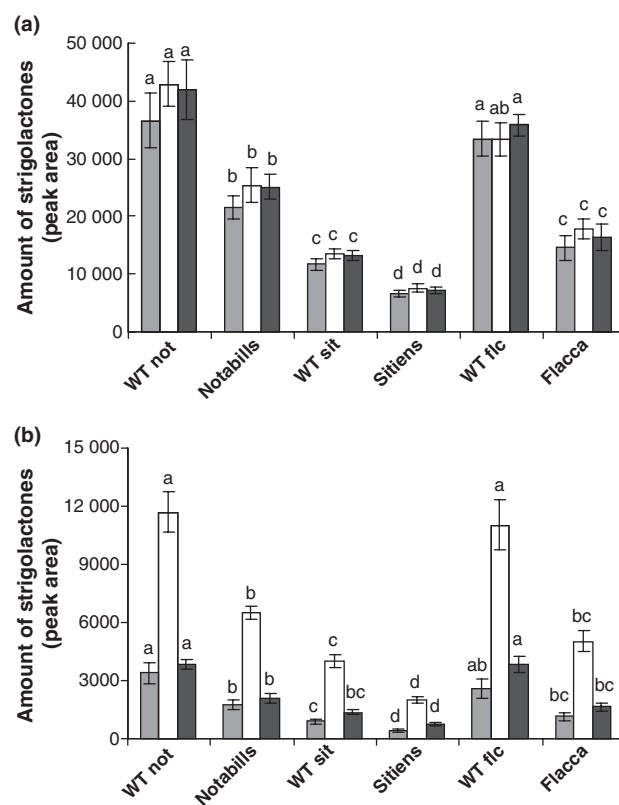 (a)
Amount of strigolactones
(peak area)
50 000
40 000
30 000
20 000
10 000
0
a a a
b b b
c c c
d d d
a ab a
c c c
WT not
Notabills
WT sit
Sitiens
WT flc
Flacca
(b)
Amount of strigolactones
(peak area)
15 000
12 000
9000
6000
3000
0
a a a
b b b
c c bc
d d d
ab a a
bc bc bc
WT not
Notabills
WT sit
Sitiens
WT flc
Flacca